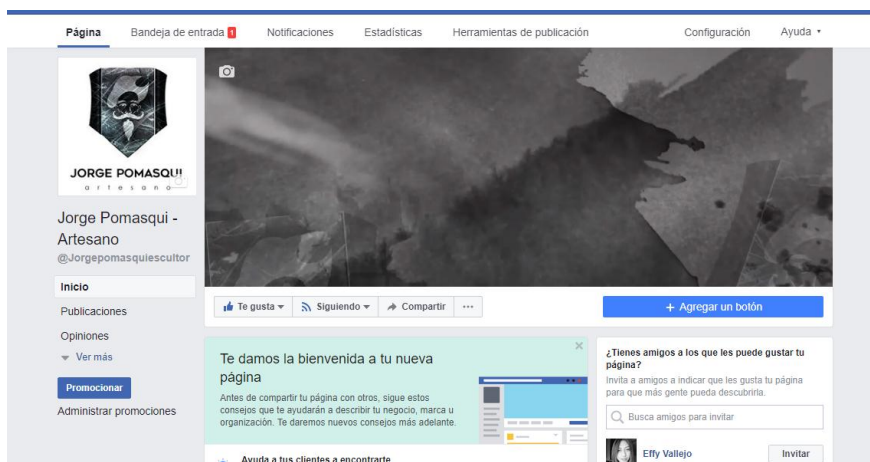 Página Bandeja de entrada 1 Notificaciones Estadísticas Herramientas de publicación Configuración Ayuda
JORGE POMASQUI
artesano
Jorge Pomasqui -
Artesano
@Jorgepomasquiescultor
Inicio
Publicaciones
Opiniones
Ver más
Promocionar
Administrar promociones
Te gusta Siguiendo Compartir ...
+ Agregar un botón
Te damos la bienvenida a tu nueva
página
Antes de compartir tu página con otros, sigue estos
consejos que te ayudarán a describir tu negocio, marca u
organización. Te daremos nuevos consejos más adelante.
Ayuda a tus clientes a encontrarte
¿Tienes amigos a los que les puede gustar tu
página?
Invita a amigos a indicar que les gusta tu página
para que más gente pueda descubrirla.
Busca amigos para invitar
Effy Vallejo Invitar